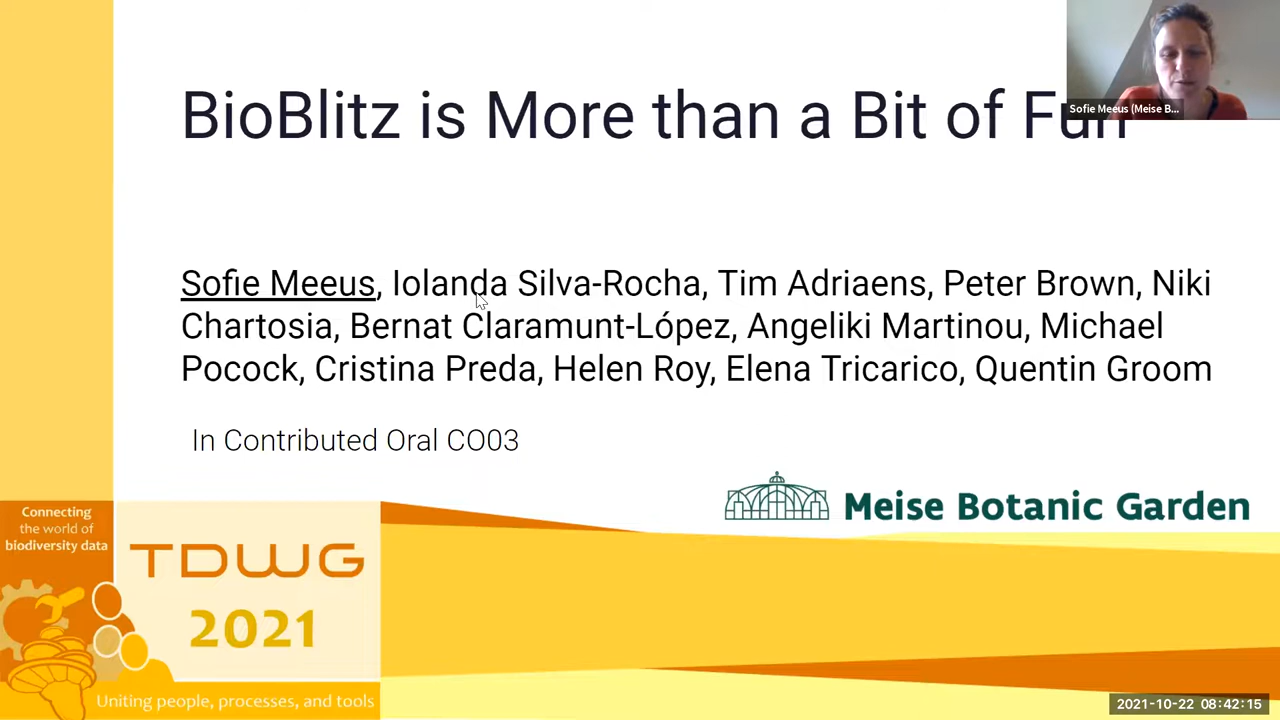 BioBlitz is More than a Bit of Fun
Sofie Meeus (Meise B...
Sofie Meeus, Iolanda Silva-Rocha, Tim Adriaens, Peter Brown, Niki
Chartosia, Bernat Claramunt-López, Angeliki Martinou, Michael
Pocock, Cristina Preda, Helen Roy, Elena Tricarico, Quentin Groom
In Contributed Oral CO03
Meise Botanic Garden
Connecting
the world of
biodiversity data
TDWG
2021
Uniting people, processes, and tools
2021-10-22 08:42:15